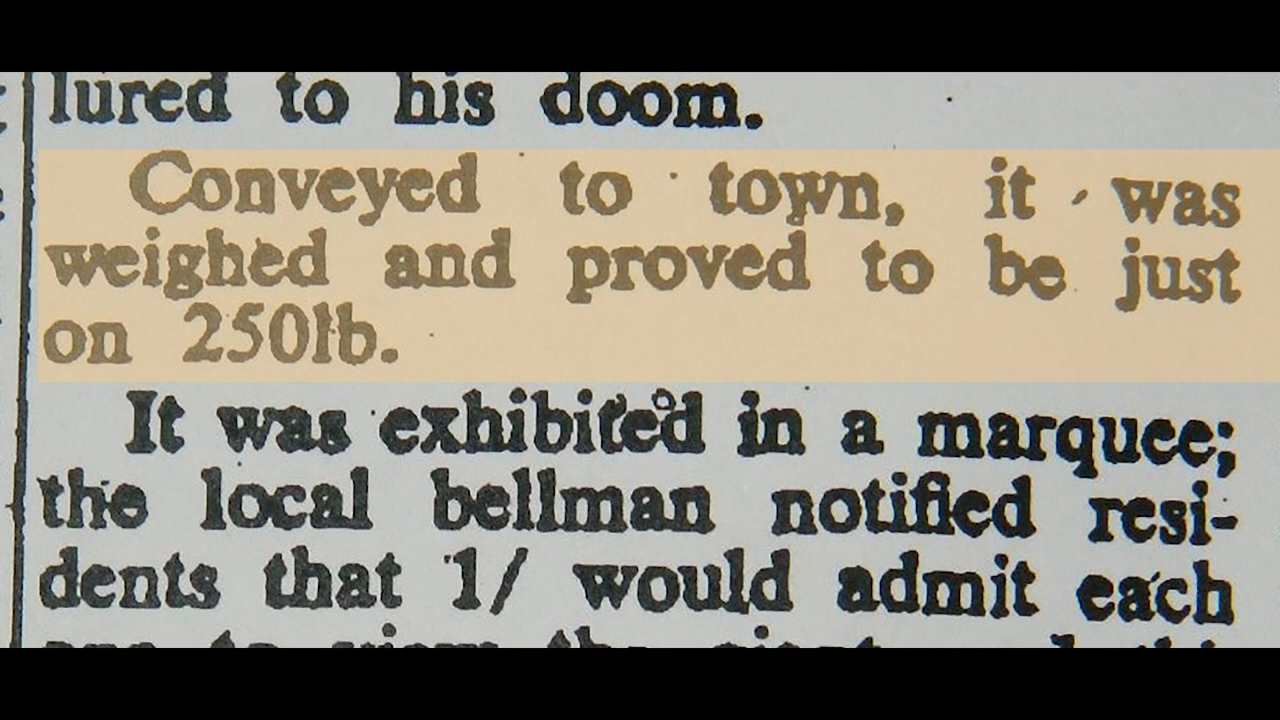 lured to his doom.
Conveyed to town, it was
weighed and proved to be just
on 250lb.
It was exhibited in a marquee;
the local bellman notified resi-
dents that 1/ would admit each